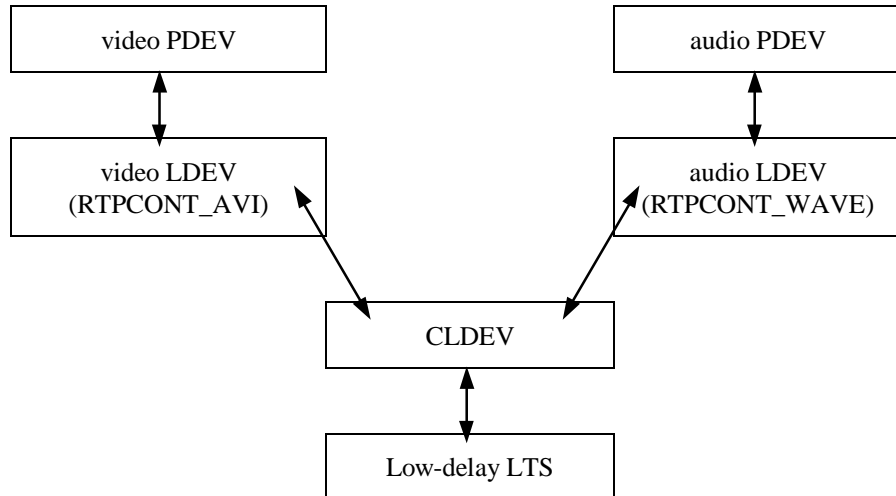 video PDEV
audio PDEV
video LDEV
(RTPCONT_AVI)
audio LDEV
(RTPCONT_WAVE)
CLDEV
Low-delay LTS